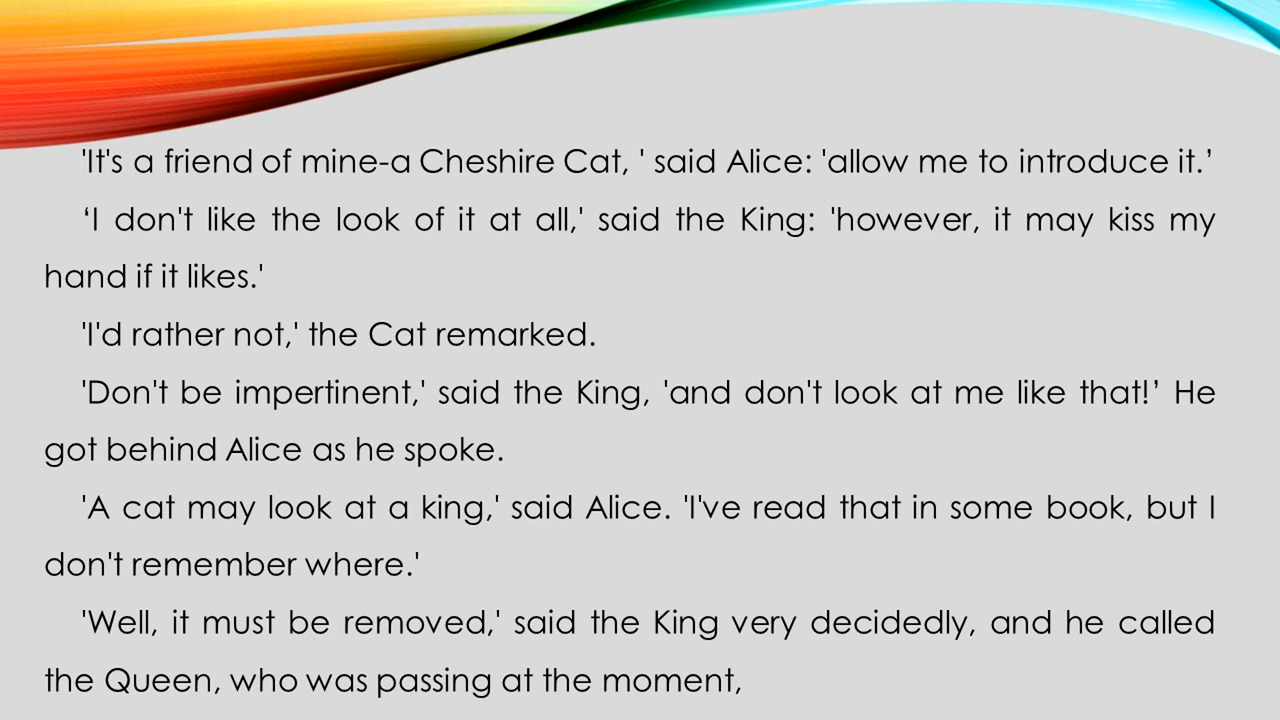 'It's a friend of mine-a Cheshire Cat, ' said Alice: 'allow me to introduce it.’
‘I don't like the look of it at all,' said the King: 'however, it may kiss my
hand if it likes.'
'I'd rather not,' the Cat remarked.
'Don't be impertinent,' said the King, 'and don't look at me like that!’ He
got behind Alice as he spoke.
'A cat may look at a king,' said Alice. 'I've read that in some book, but I
don't remember where.'
'Well, it must be removed,' said the King very decidedly, and he called
the Queen, who was passing at the moment,